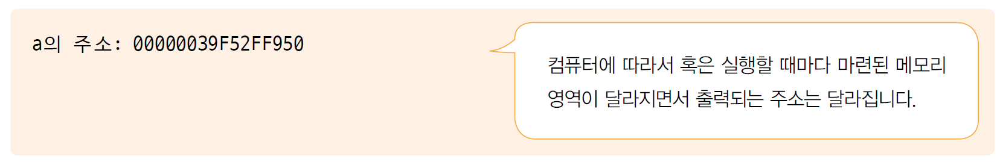 a의 주소: 00000039F52FF950
컴퓨터에 따라서 혹은 실행할 때마다 마련된 메모리
영역이 달라지면서 출력되는 주소는 달라집니다.